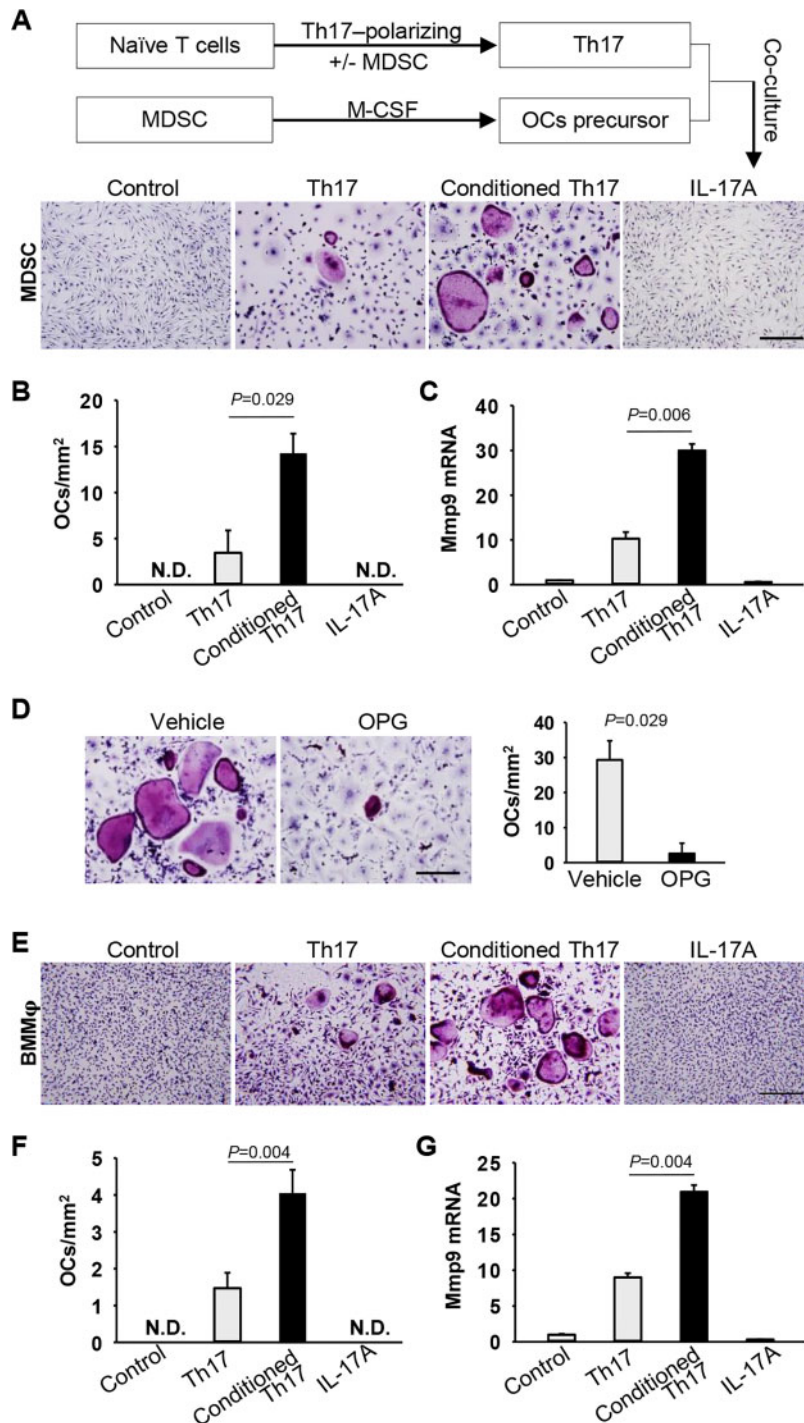 A
Naïve T cells
Th17–polarizing
+/- MDSC
Th17
MDSC
M-CSF
OCs precursor
Co-culture
Control
Th17
Conditioned Th17
IL-17A
MDSC
B
OCs/mm²
20
15
10
5
0
P=0.029
N.D.
N.D.
Control
Th17
Conditioned
Th17
IL-17A
C
Mmp9 mRNA
40
30
20
10
0
P=0.006
Control
Th17
Conditioned
Th17
IL-17A
D
Vehicle
OPG
OCs/mm²
40
30
20
10
0
P=0.029
Vehicle
OPG
E
Control
Th17
Conditioned Th17
IL-17A
BMMφ
F
OCs/mm²
5
4
3
2
1
0
P=0.004
N.D.
N.D.
Control
Th17
Conditioned
Th17
IL-17A
G
Mmp9 mRNA
25
20
15
10
5
0
P=0.004
Control
Th17
Conditioned
Th17
IL-17A